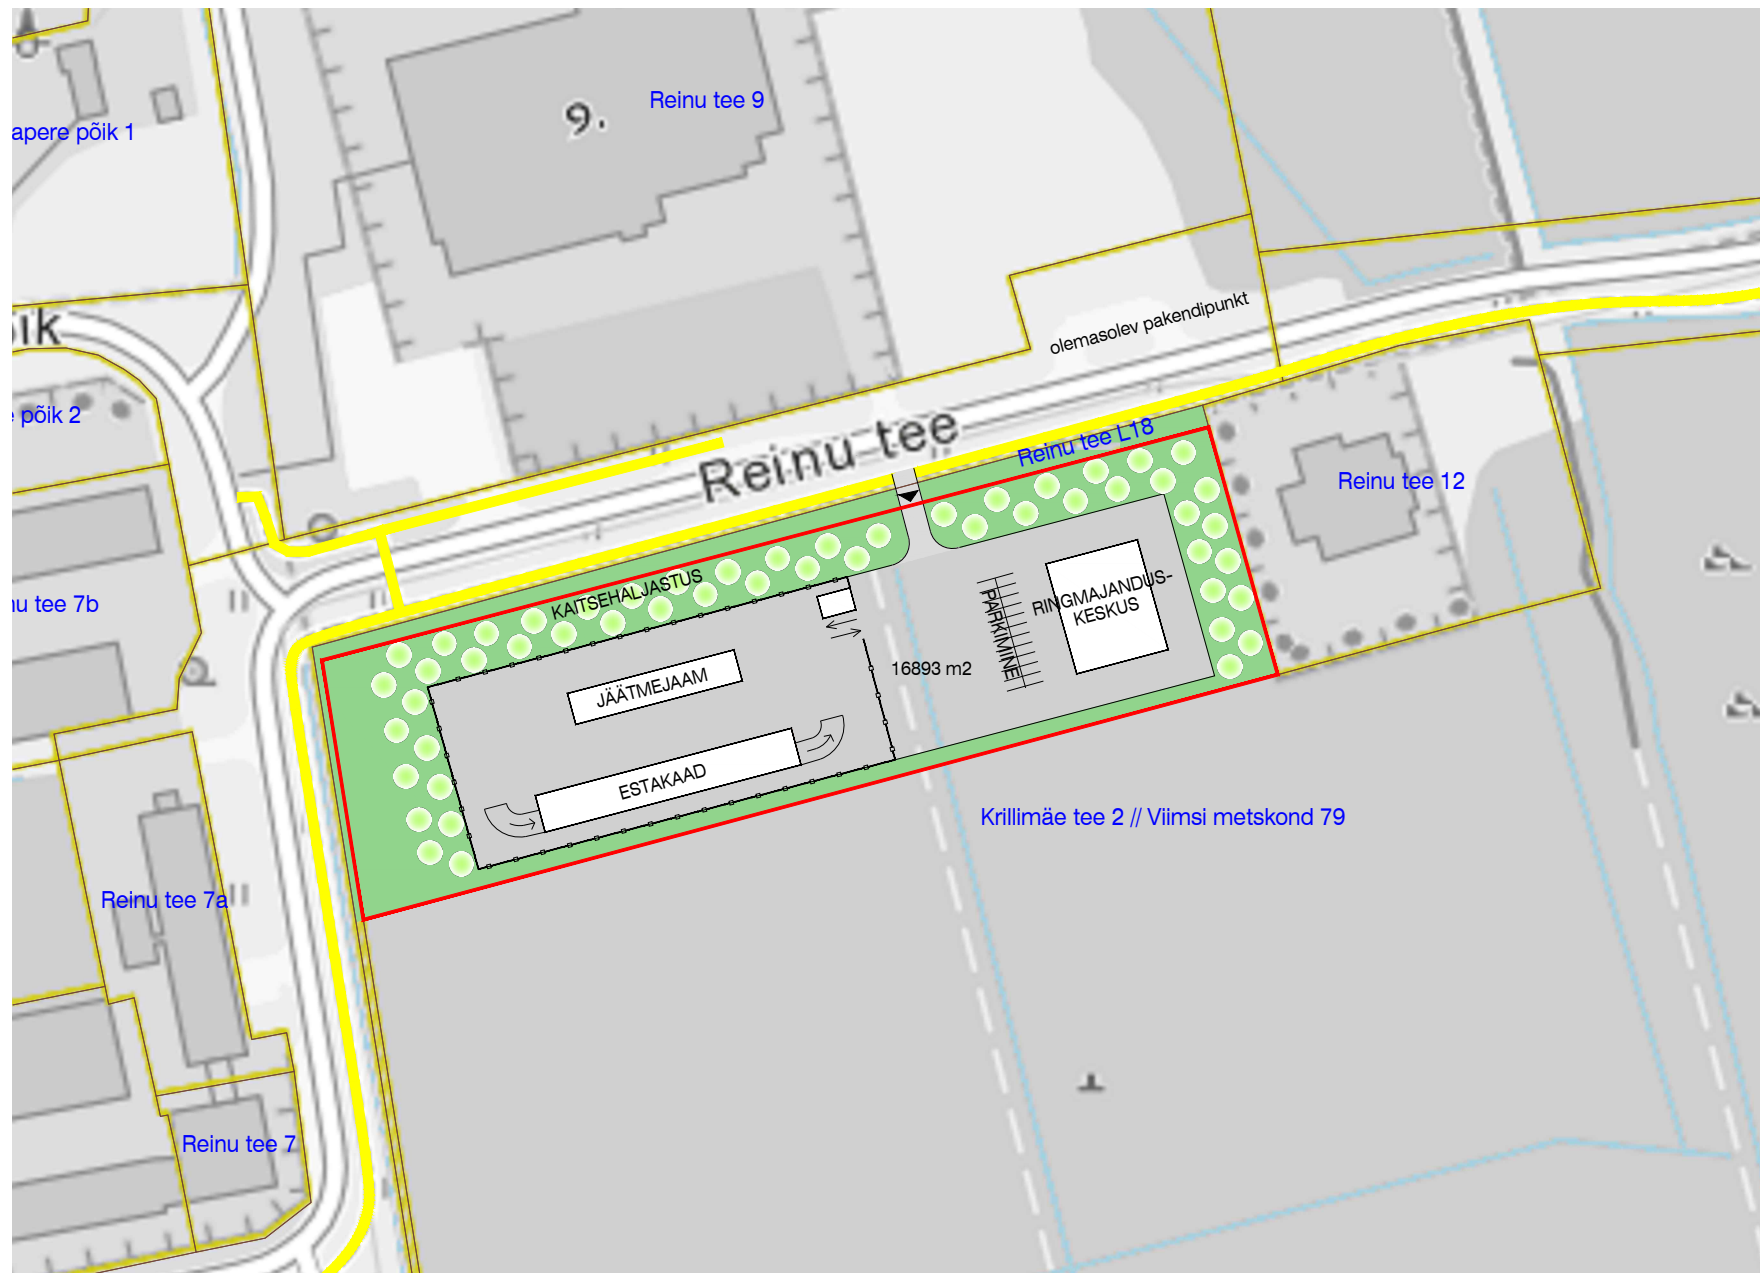 Reinu tee 9
9.
apere põik 1
olemasolev pakendipunkt
õik
põik 2
Reinu tee
Reinu tee L18
Reinu tee 12
KAITSEHALJASTUS
nu tee 7b
PARKIMINE
RINGMAJANDUS-
KESKUS
16893 m2
JÄÄTMEJAAM
ESTAKAAD
Krillimäe tee 2 // Viimsi metskond 79
Reinu tee 7a
Reinu tee 7